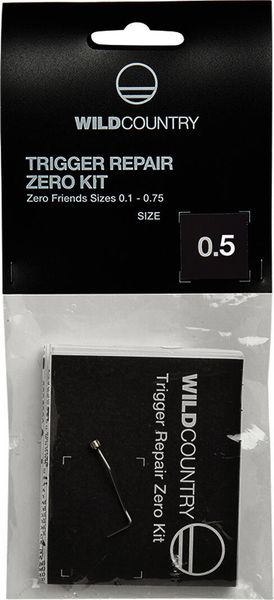 WILDCOUNTRY
TRIGGER REPAIR
ZERO KIT
Zero Friends Sizes 0.1 - 0.75
SIZE
0.5
WILDCOUNTRY
Trigger Repair Zero Kit